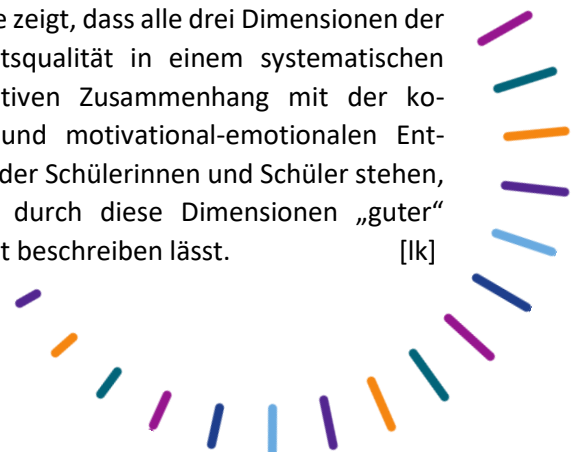 e zeigt, dass alle drei Dimensionen der
tsqualität in einem systematischen
tiven Zusammenhang mit der ko-
und motivational-emotionalen Ent-
der Schülerinnen und Schüler stehen,
durch diese Dimensionen „guter“
t beschreiben lässt. [lk]